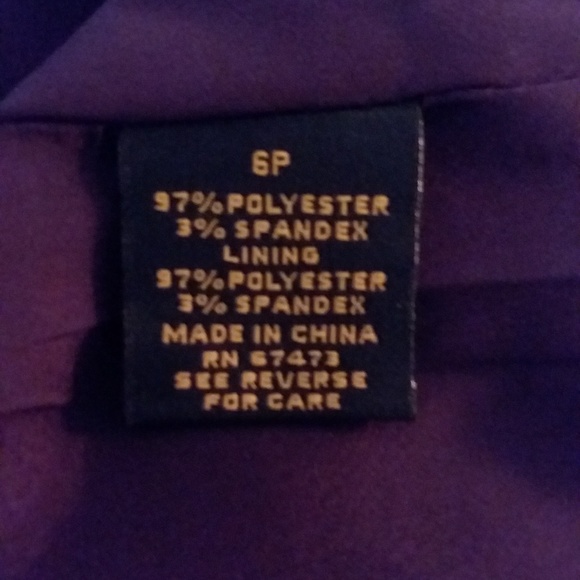 6P
97% POLYESTER
3% SPANDEX
LINING
97% POLYESTER
3% SPANDEX
MADE IN CHINA
RN 67473
SEE REVERSE
FOR CARE